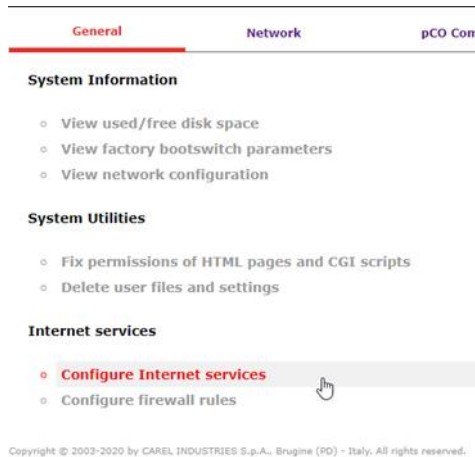 General Network pCO Com
System Information
View used/free disk space
View factory bootswitch parameters
View network configuration
System Utilities
Fix permissions of HTML pages and CGI scripts
Delete user files and settings
Internet services
Configure Internet services
Configure firewall rules
Copyright © 2003-2020 by CAREL INDUSTRIES S.p.A.. Brugine (PD) - Italy. All rights reserved.